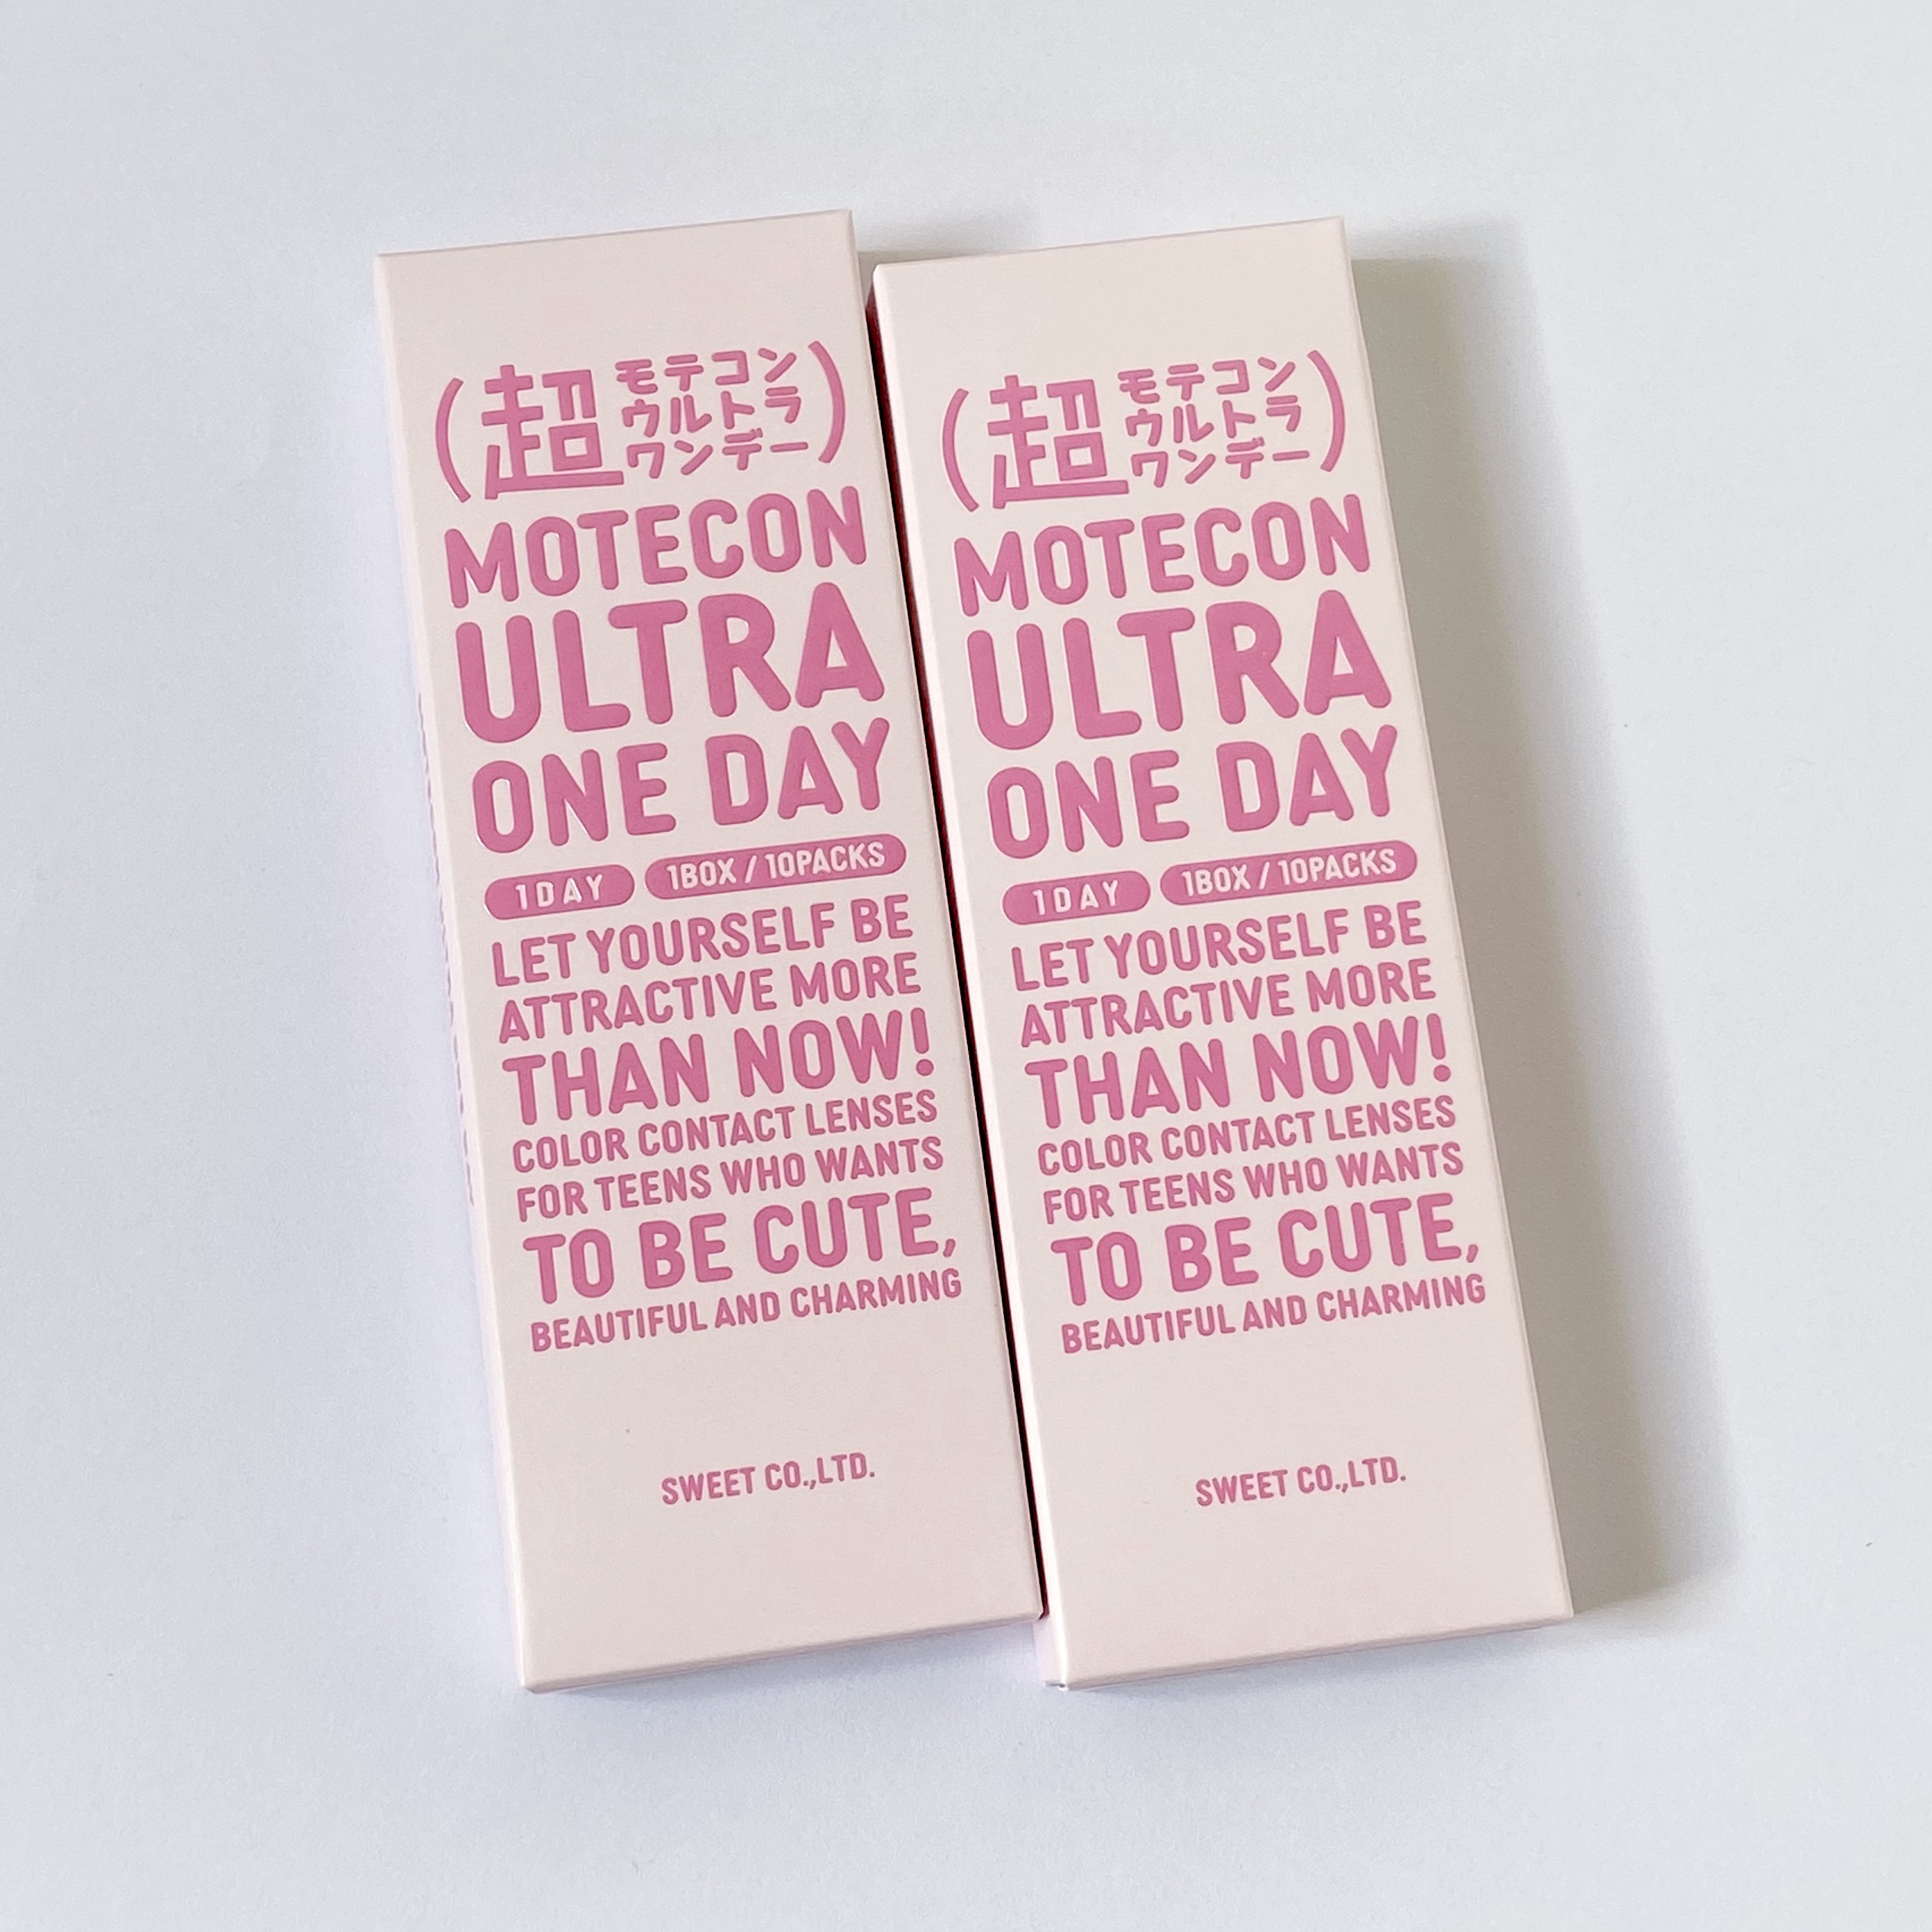 (超 モテコン
ウルトラ
ワンデー)
MOTECON
ULTRA
ONE DAY
1DAY 1BOX / 10PACKS
LET YOURSELF BE
ATTRACTIVE MORE
THAN NOW!
COLOR CONTACT LENSES
FOR TEENS WHO WANTS
TO BE CUTE,
BEAUTIFUL AND CHARMING
SWEET CO.,LTD.
(超 モテコン
ウルトラ
ワンデー)
MOTECON
ULTRA
ONE DAY
1DAY 1BOX / 10PACKS
LET YOURSELF BE
ATTRACTIVE MORE
THAN NOW!
COLOR CONTACT LENSES
FOR TEENS WHO WANTS
TO BE CUTE,
BEAUTIFUL AND CHARMING
SWEET CO.,LTD.